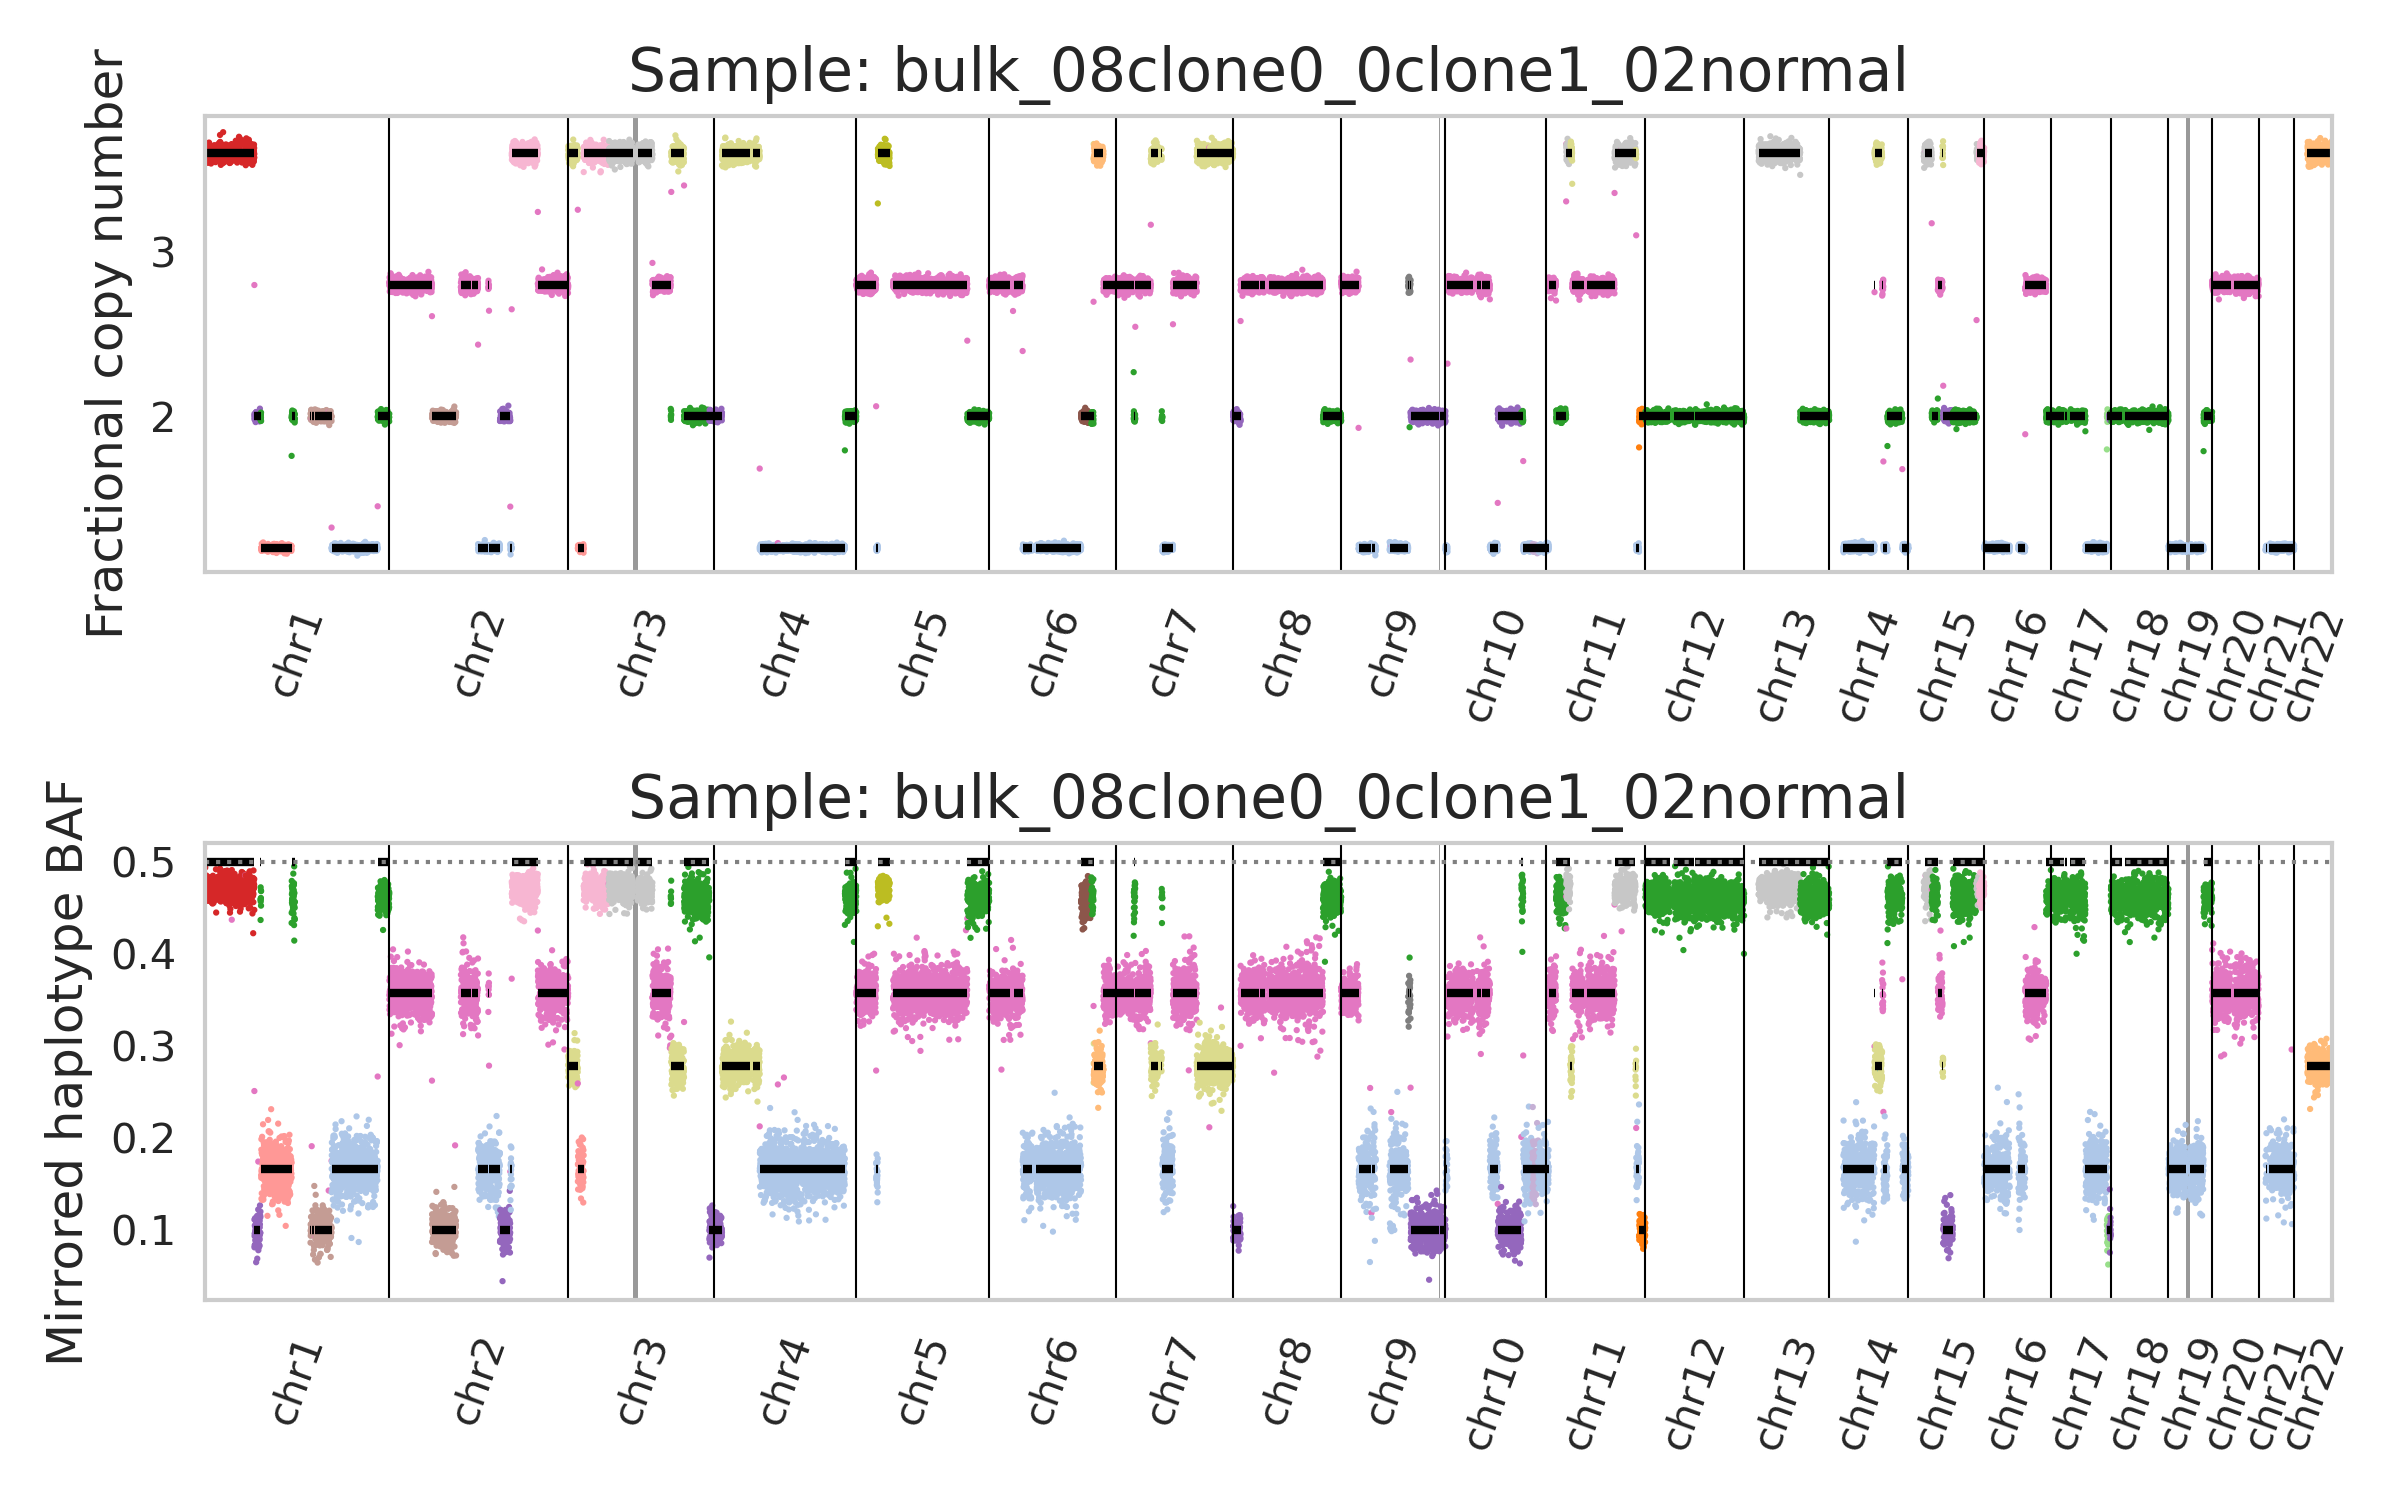 Sample: bulk_08clone0_0clone1_02normal
Fractional copy number
3
2
chr1 chr2 chr3 chr4 chr5 chr6 chr7 chr8 chr9 chr10 chr11 chr12 chr13 chr14 chr15 chr16 chr17 chr18 chr19 chr20 chr21 chr22
Sample: bulk_08clone0_0clone1_02normal
Mirrored haplotype BAF
0.5
0.4
0.3
0.2
0.1
chr1 chr2 chr3 chr4 chr5 chr6 chr7 chr8 chr9 chr10 chr11 chr12 chr13 chr14 chr15 chr16 chr17 chr18 chr19 chr20 chr21 chr22